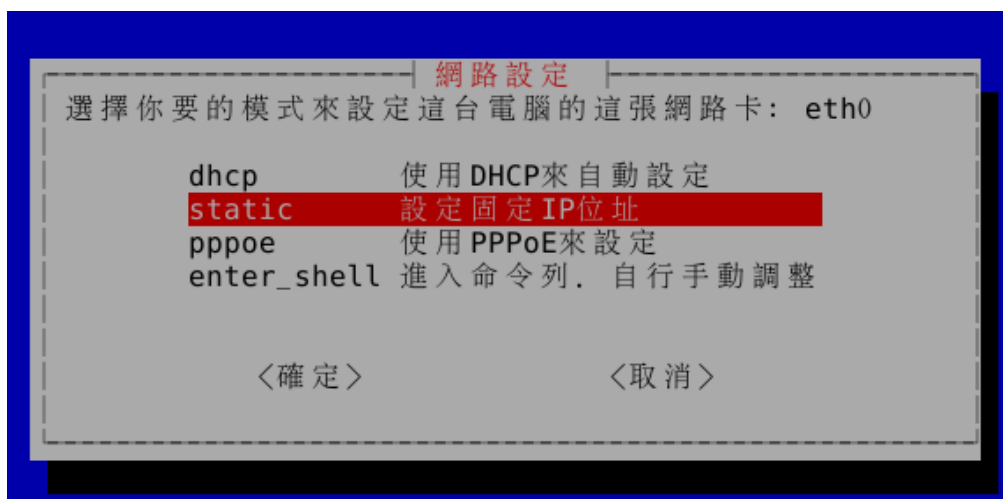 網路設定
選擇你要的模式來設定這台電腦的這張網路卡: eth0
dhcp 使用DHCP來自動設定
static 設定固定IP位址
pppoe 使用PPPoE來設定
enter_shell 進入命令列. 自行手動調整
<確定> <取消>